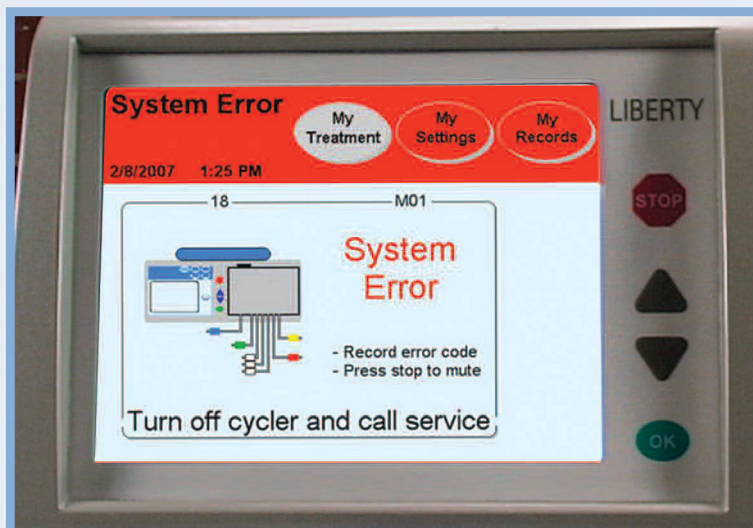 System Error
My
Treatment
My
Settings
My
Records
2/8/2007 1:25 PM
LIBERTY
STOP
18 M01
System
Error
- Record error code
- Press stop to mute
Turn off cycler and call service
OK